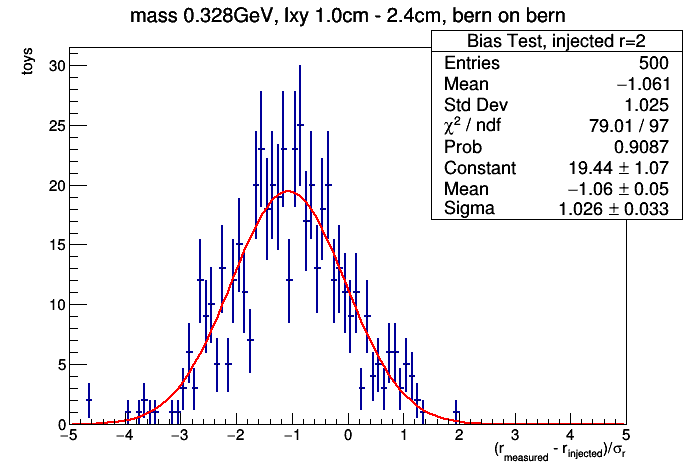 mass 0.328GeV, lxy 1.0cm - 2.4cm, bern on bern
Bias Test, injected r=2
Entries 500
Mean −1.061
Std Dev 1.025
χ² / ndf 79.01 / 97
Prob 0.9087
Constant 19.44 ± 1.07
Mean −1.06 ± 0.05
Sigma 1.026 ± 0.033
toys
30
25
20
15
10
5
0
−5 −4 −3 −2 −1 0 1 2 3 4 5
(r_measured - r_injected)/σ_r